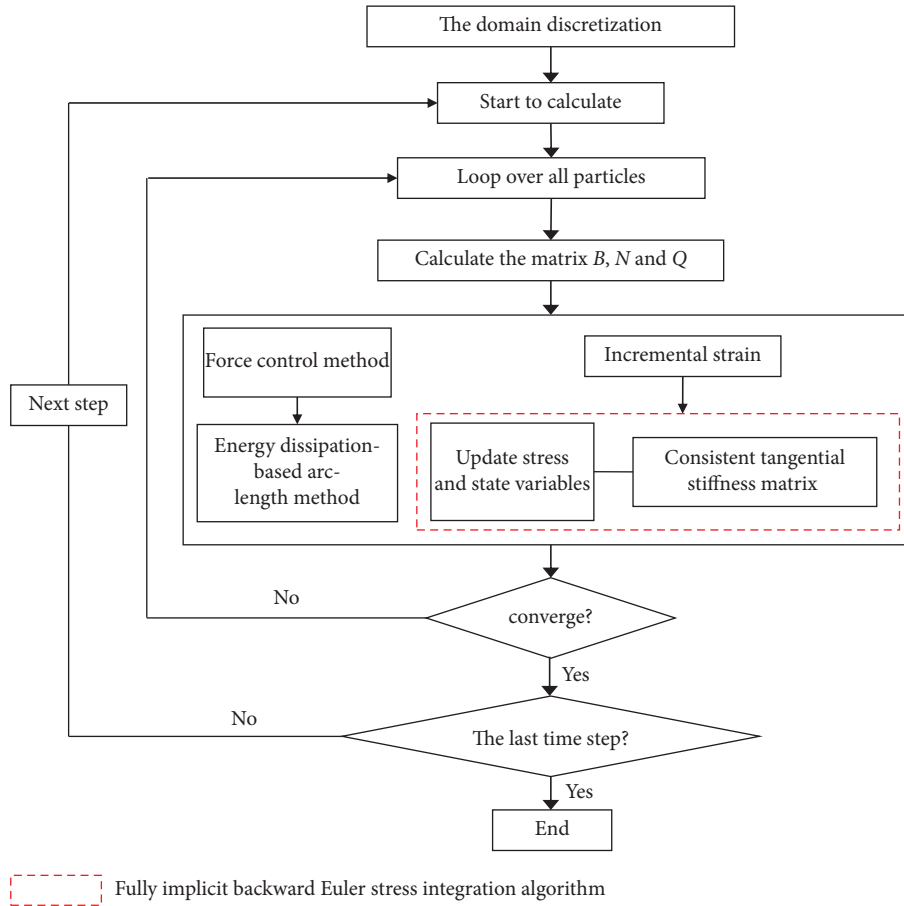 The domain discretization
Start to calculate
Loop over all particles
Calculate the matrix B, N and Q
Force control method
Incremental strain
Next step
Energy dissipation-
based arc-
length method
Update stress
and state variables
Consistent tangential
stiffness matrix
No
converge?
Yes
No
The last time step?
Yes
End
Fully implicit backward Euler stress integration algorithm